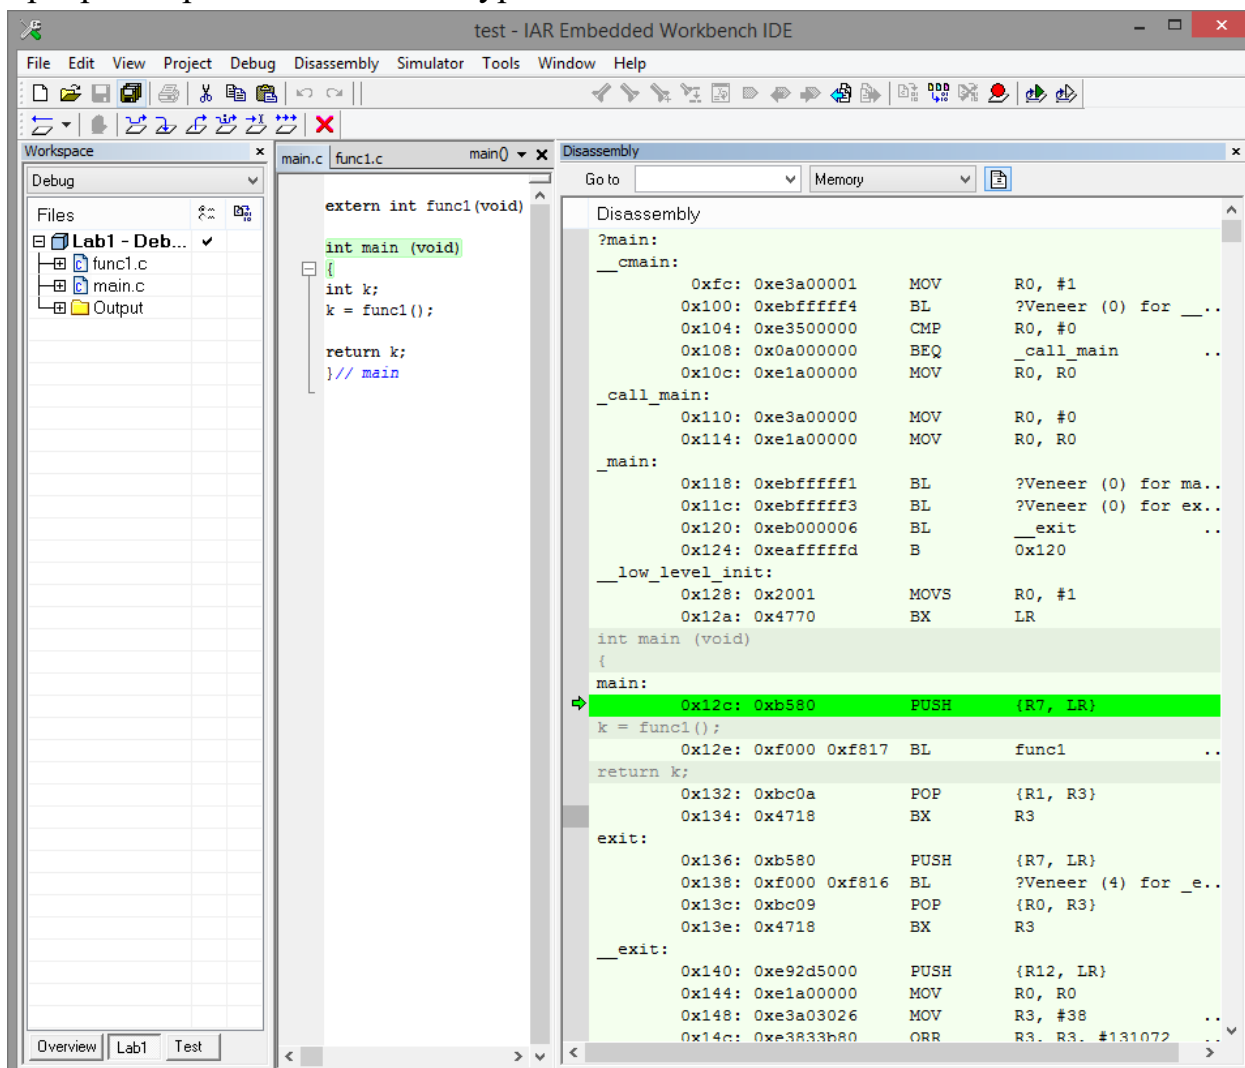 test - IAR Embedded Workbench IDE
File Edit View Project Debug Disassembly Simulator Tools Window Help
Workspace
Debug
Files
Lab1 - Deb...
func1.c
main.c
Output
Overview Lab1 Test
main.c func1.c main()
extern int func1(void)
int main (void)
{
int k;
k = func1();
return k;
}// main
Disassembly
Go to Memory
Disassembly
?main:
__cmain:
0xfc: 0xe3a00001 MOV R0, #1
0x100: 0xebfffff4 BL ?Veneer (0) for __..
0x104: 0xe3500000 CMP R0, #0
0x108: 0x0a000000 BEQ _call_main ..
0x10c: 0xe1a00000 MOV R0, R0
_call_main:
0x110: 0xe3a00000 MOV R0, #0
0x114: 0xe1a00000 MOV R0, R0
_main:
0x118: 0xebfffff1 BL ?Veneer (0) for ma..
0x11c: 0xebfffff3 BL ?Veneer (0) for ex..
0x120: 0xeb000006 BL __exit ..
0x124: 0xeafffffd B 0x120
__low_level_init:
0x128: 0x2001 MOVS R0, #1
0x12a: 0x4770 BX LR
int main (void)
{
main:
0x12c: 0xb580 PUSH {R7, LR}
k = func1();
0x12e: 0xf000 0xf817 BL func1 ..
return k;
0x132: 0xbc0a POP {R1, R3}
0x134: 0x4718 BX R3
exit:
0x136: 0xb580 PUSH {R7, LR}
0x138: 0xf000 0xf816 BL ?Veneer (4) for _e..
0x13c: 0xbc09 POP {R0, R3}
0x13e: 0x4718 BX R3
__exit:
0x140: 0xe92d5000 PUSH {R12, LR}
0x144: 0xe1a00000 MOV R0, R0
0x148: 0xe3a03026 MOV R3, #38 ..
0x14c: 0xe3833b80 ORR R3, R3, #131072 ..